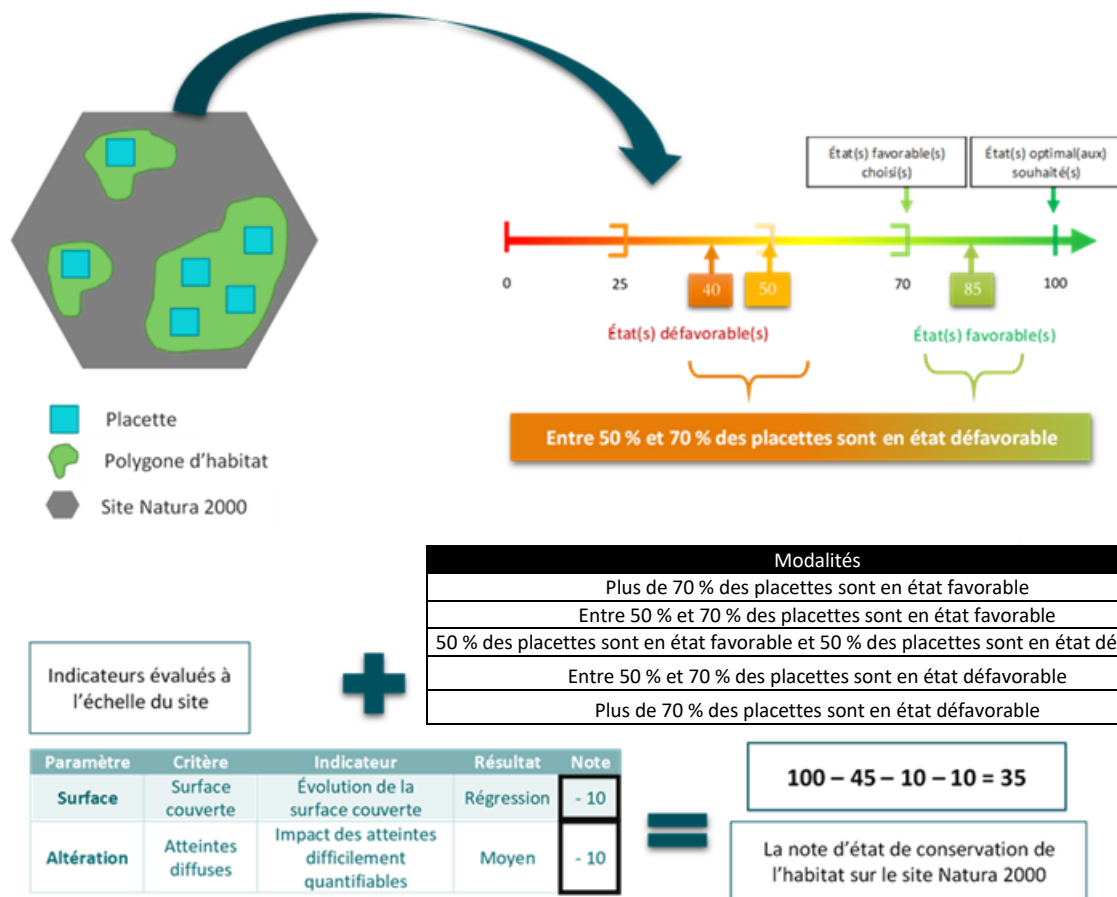 État(s) favorable(s)
choisi(s)
État(s) optimal(aux)
souhaité(s)
0
25
40
50
70
85
100
État(s) défavorable(s)
État(s) favorable(s)
Entre 50 % et 70 % des placettes sont en état défavorable
Placette
Polygone d'habitat
Site Natura 2000
Modalités
Plus de 70 % des placettes sont en état favorable
Entre 50 % et 70 % des placettes sont en état favorable
50 % des placettes sont en état favorable et 50 % des placettes sont en état dé
Entre 50 % et 70 % des placettes sont en état défavorable
Plus de 70 % des placettes sont en état défavorable
Indicateurs évalués à
l'échelle du site
Paramètre Critère Indicateur Résultat Note
Surface Surface couverte Évolution de la surface couverte Régression - 10
Altération Atteintes diffuses Impact des atteintes difficilement quantifiables Moyen - 10
100 – 45 – 10 – 10 = 35
La note d'état de conservation de
l'habitat sur le site Natura 2000